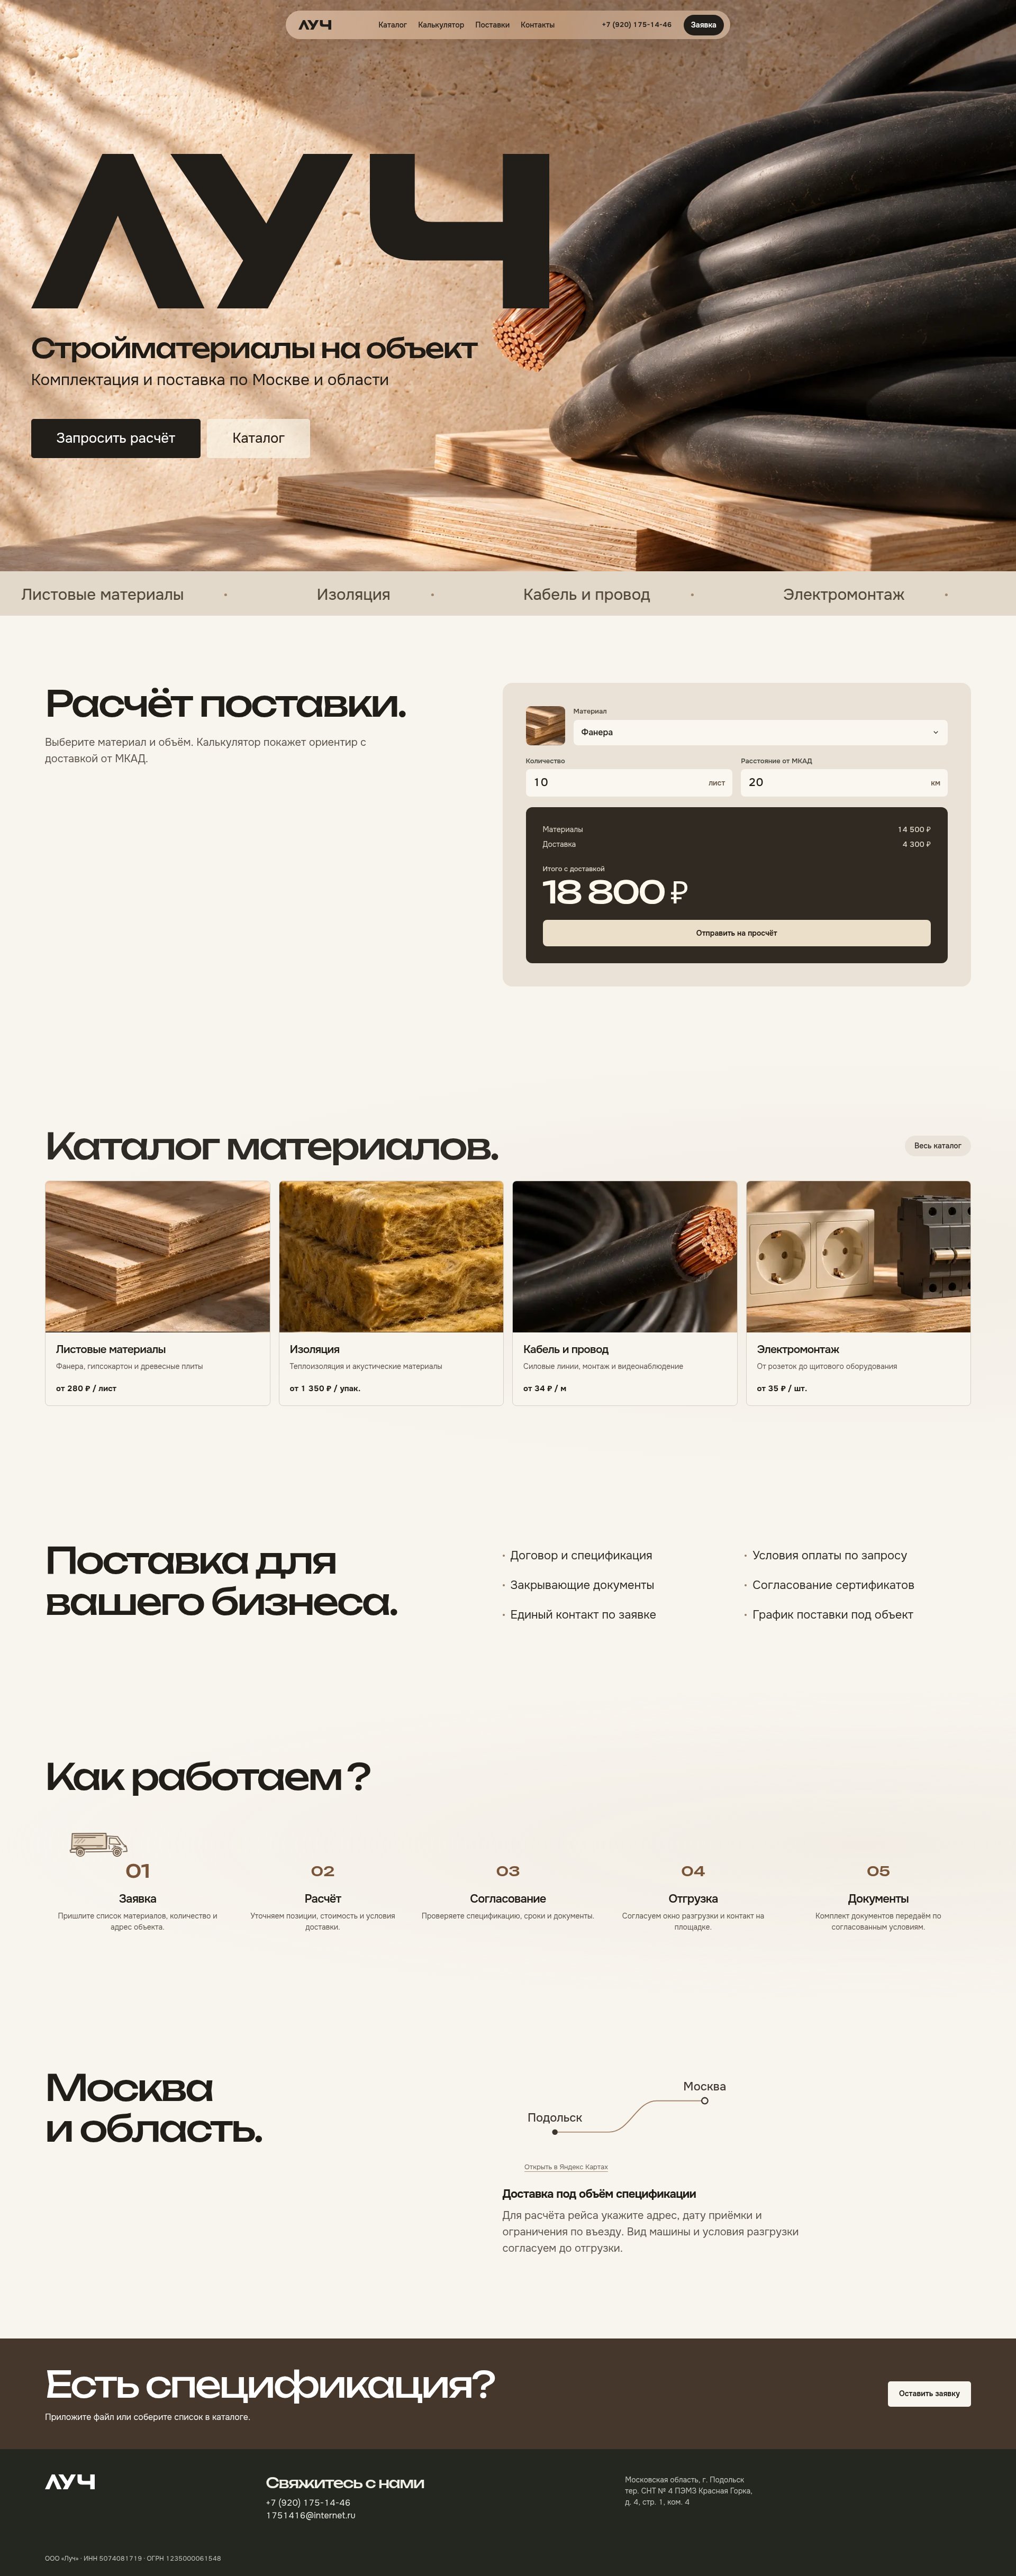 ЛУЧ
Каталог
Калькулятор
Поставки
Контакты
+7 (920) 175-14-46
Заявка
ЛУЧ
Стройматериалы на объект
Комплектация и поставка по Москве и области
Запросить расчёт
Каталог
Листовые материалы • Изоляция • Кабель и провод • Электромонтаж •
Расчёт поставки.
Выберите материал и объём. Калькулятор покажет ориентир с
доставкой от МКАД.
Материал
Фанера
Количество
10 лист
Расстояние от МКАД
20 км
Материалы 14 500 ₽
Доставка 4 300 ₽
Итого с доставкой
18 800 ₽
Отправить на просчёт
Каталог материалов.
Весь каталог
Листовые материалы
Фанера, гипсокартон и древесные плиты
от 280 ₽ / лист
Изоляция
Теплоизоляция и акустические материалы
от 1 350 ₽ / упак.
Кабель и провод
Силовые линии, монтаж и видеонаблюдение
от 34 ₽ / м
Электромонтаж
От розеток до щитового оборудования
от 35 ₽ / шт.
Поставка для
вашего бизнеса.
• Договор и спецификация
• Условия оплаты по запросу
• Закрывающие документы
• Согласование сертификатов
• Единый контакт по заявке
• График поставки под объект
Как работаем ?
01
Заявка
Пришлите список материалов, количество и
адрес объекта.
02
Расчёт
Уточняем позиции, стоимость и условия
доставки.
03
Согласование
Проверяете спецификацию, сроки и документы.
04
Отгрузка
Согласуем окно разгрузки и контакт на
площадке.
05
Документы
Комплект документов передаём по
согласованным условиям.
Москва
и область.
Москва
Подольск
Открыть в Яндекс Картах
Доставка под объём спецификации
Для расчёта рейса укажите адрес, дату приёмки и
ограничения по въезду. Вид машины и условия разгрузки
согласуем до отгрузки.
Есть спецификация?
Приложите файл или соберите список в каталоге.
Оставить заявку
ЛУЧ
Свяжитесь с нами
+7 (920) 175-14-46
1751416@internet.ru
Московская область, г. Подольск
тер. СНТ № 4 ПЭМЗ Красная Горка,
д. 4, стр. 1, ком. 4
ООО «Луч» · ИНН 5074081719 · ОГРН 1235000061548